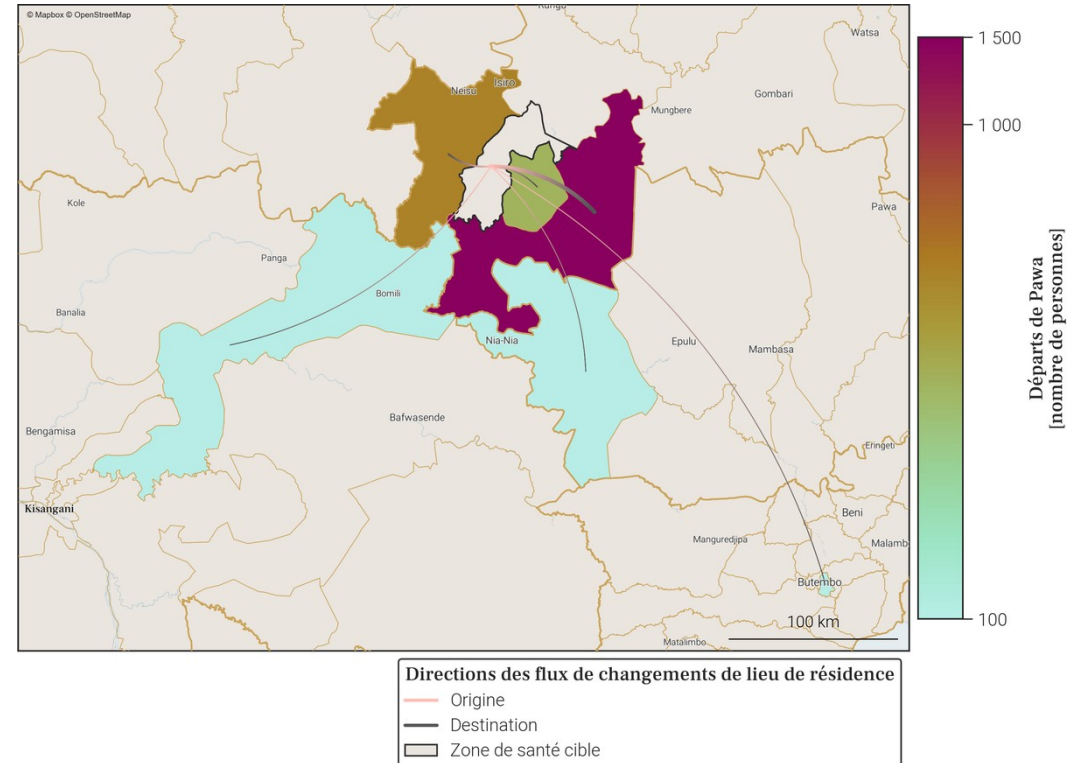 © Mapbox © OpenStreetMap
Watsa
Isiro
Neisu
Gombari
Mungbere
Kole
Pawa
Panga
Bomili
Banalia
Nia-Nia
Epulu
Mambasa
Bafwasende
Bengamisa
Eringeti
Kisangani
Beni
Manguredjipa
Malamb
Butembo
100 km
Matalimbo
1 500
1 000
100
Départs de Pawa
[nombre de personnes]
Directions des flux de changements de lieu de résidence
Origine
Destination
Zone de santé cible